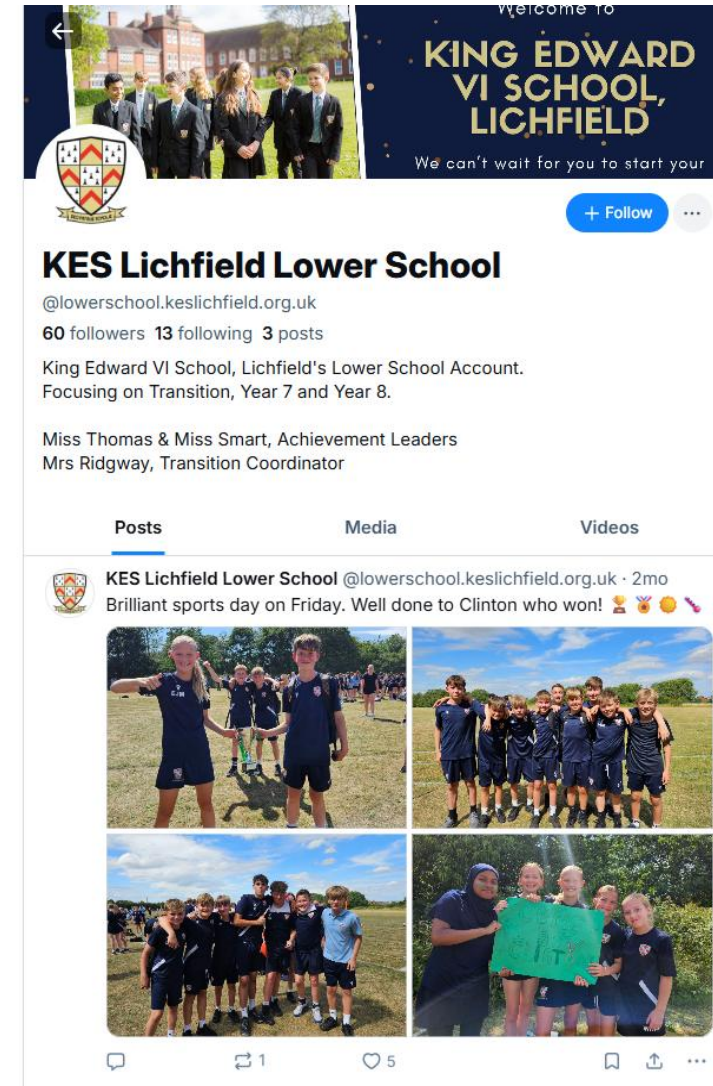 Welcome to
KING EDWARD
VI SCHOOL,
LICHFIELD
We can't wait for you to start your
+ Follow
KES Lichfield Lower School
@lowerschool.keslichfield.org.uk
60 followers 13 following 3 posts
King Edward VI School, Lichfield's Lower School Account.
Focusing on Transition, Year 7 and Year 8.
Miss Thomas & Miss Smart, Achievement Leaders
Mrs Ridgway, Transition Coordinator
Posts Media Videos
KES Lichfield Lower School @lowerschool.keslichfield.org.uk · 2mo
Brilliant sports day on Friday. Well done to Clinton who won! 🏆 🏅 🌞 🍾
1 5